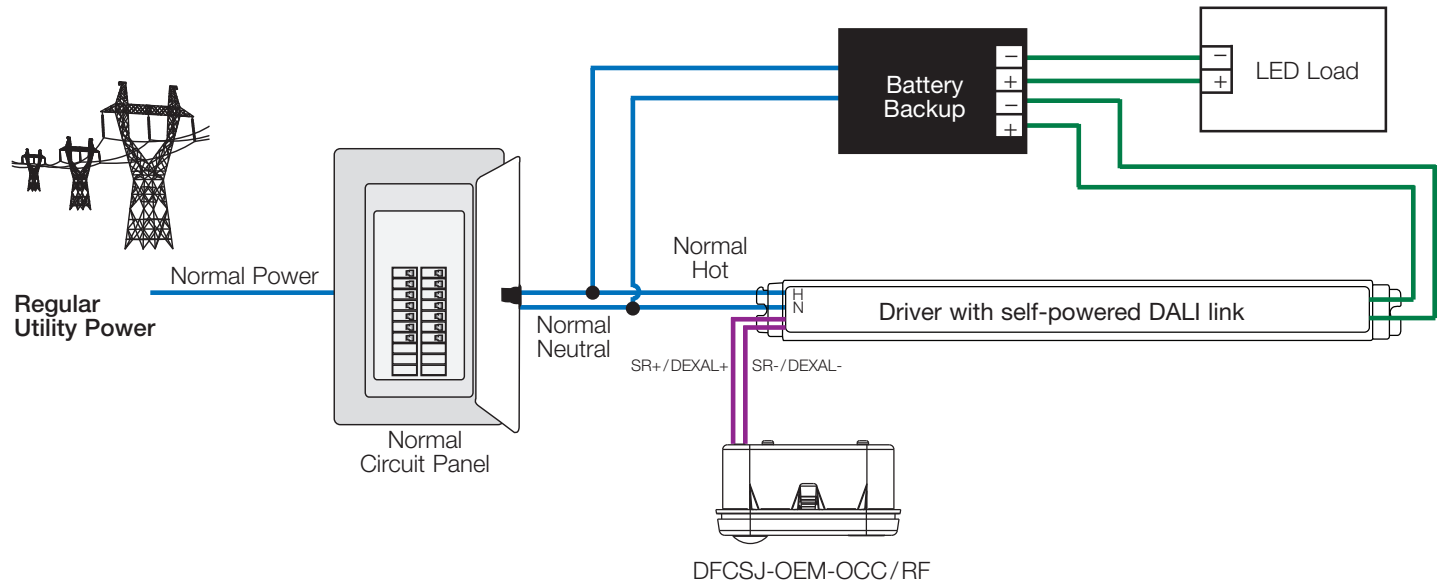 Regular
Utility Power
Normal Power
Normal
Circuit Panel
Normal
Hot
Normal
Neutral
Battery
Backup
−
+
−
+
−
+
LED Load
H
N
Driver with self-powered DALI link
SR+/DEXAL+
SR-/DEXAL-
DFCSJ-OEM-OCC/RF